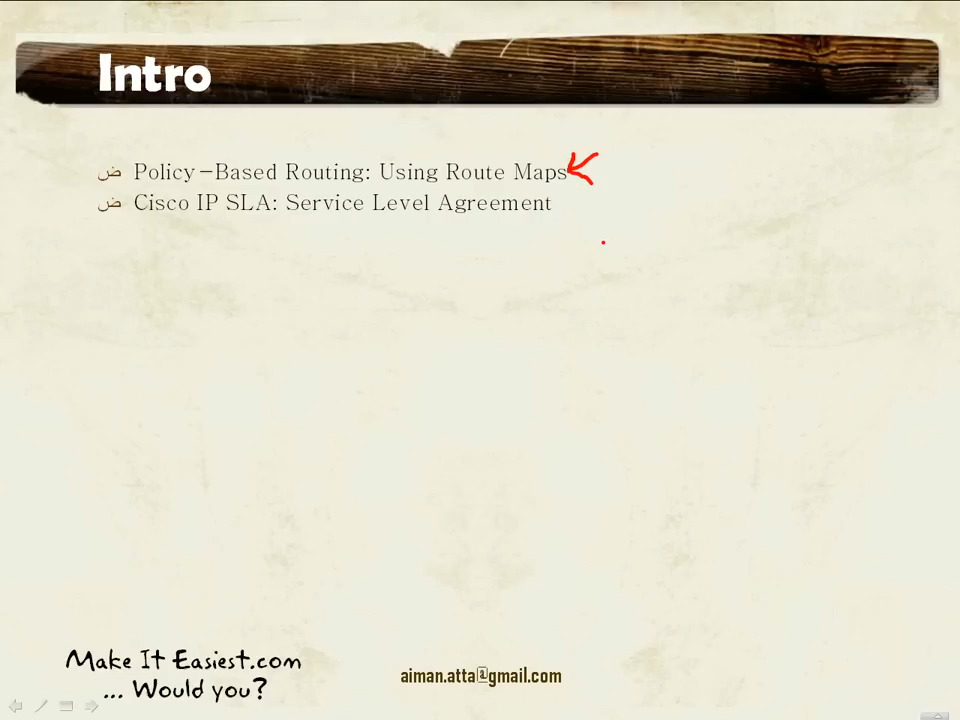 Intro
ض Policy-Based Routing: Using Route Maps
ض Cisco IP SLA: Service Level Agreement
Make It Easiest.com
... Would you?
aiman.atta@gmail.com